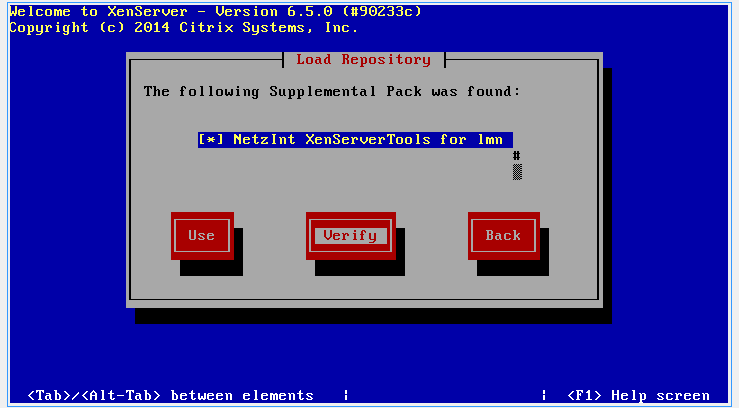 Welcome to XenServer - Version 6.5.0 (#90233c)
Copyright (c) 2014 Citrix Systems, Inc.
Load Repository
The following Supplemental Pack was found:
[*] NetzInt XenServerTools for lmn
#
Use Verify Back
<Tab>/<Alt-Tab> between elements | | <F1> Help screen